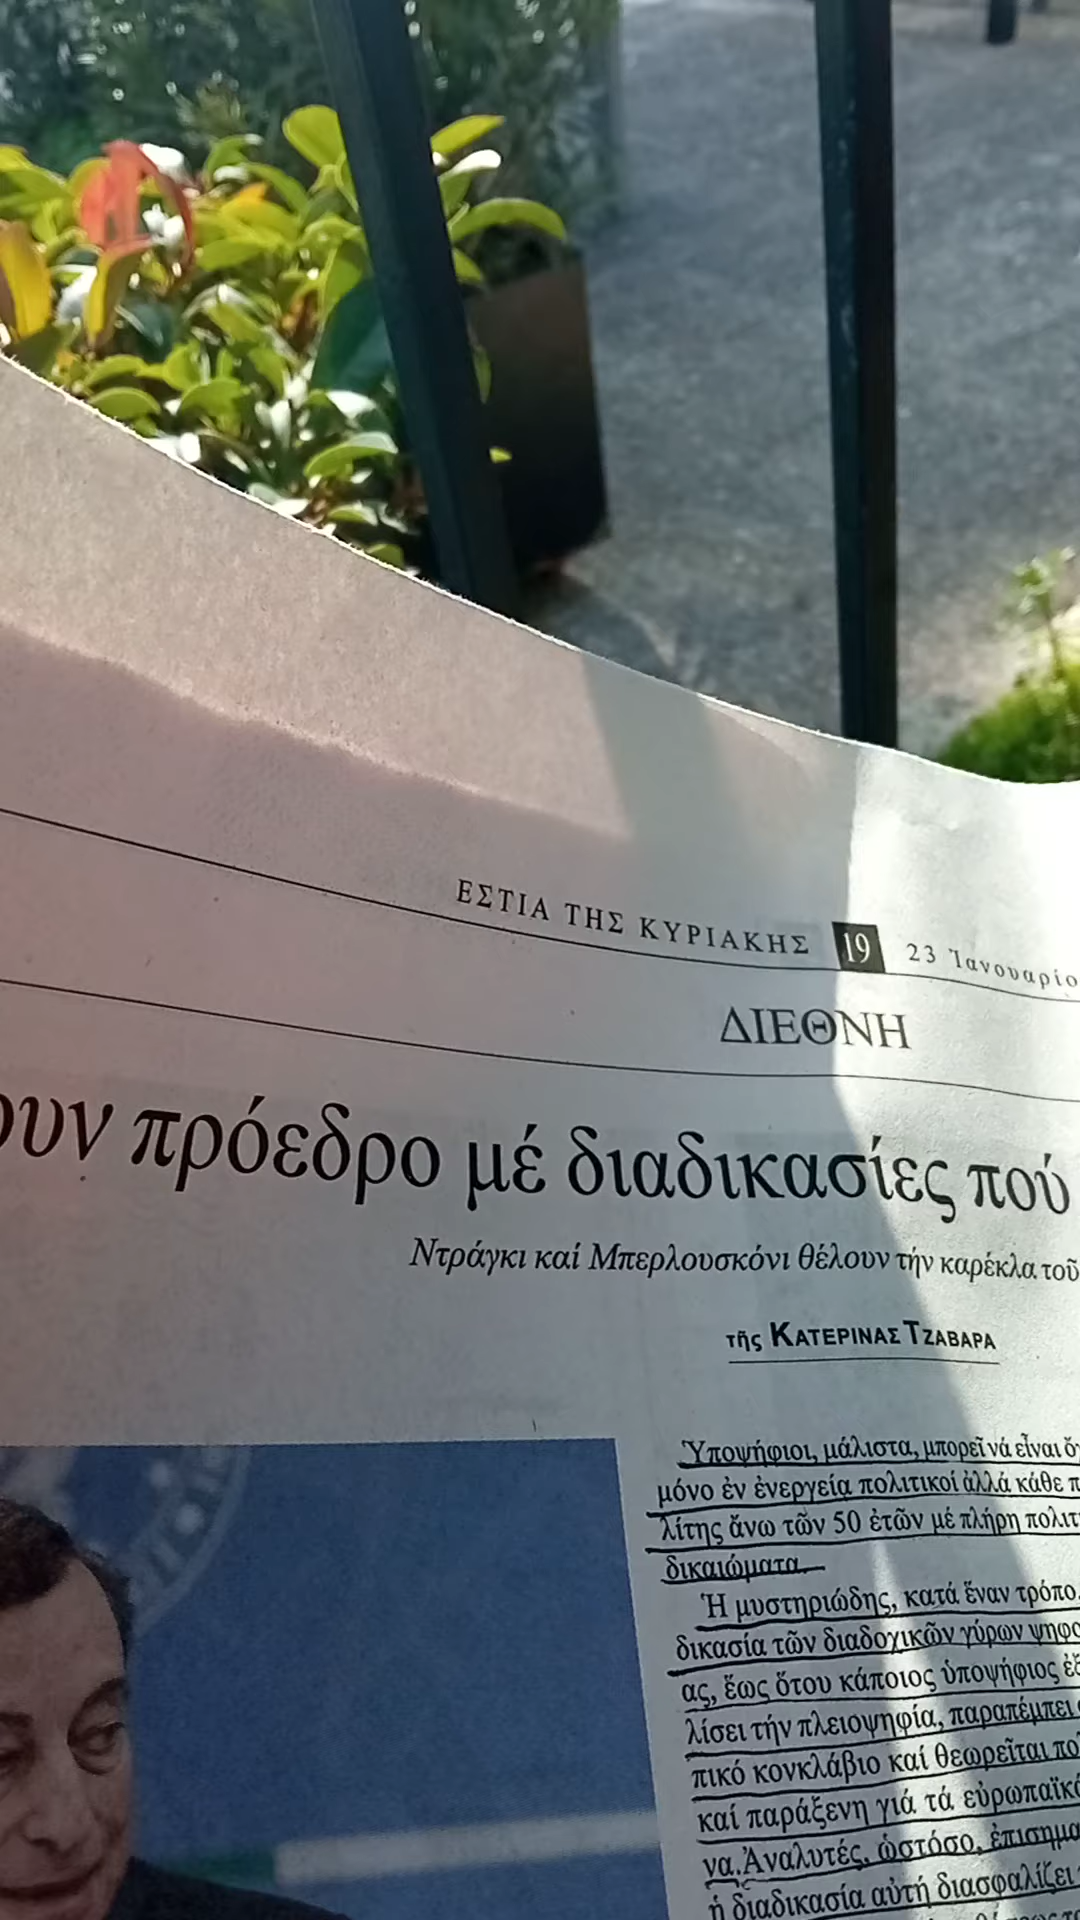 ΕΣΤΙΑ ΤΗΣ ΚΥΡΙΑΚΗΣ 19 23 Ἰανουαρίο
ΔΙΕΘΝΗ
ουν πρόεδρο μέ διαδικασίες πού
Ντράγκι καί Μπερλουσκόνι θέλουν τήν καρέκλα τοῦ
τῆς ΚΑΤΕΡΙΝΑΣ ΤΖΑΒΑΡΑ
Ὑποψήφιοι, μάλιστα, μπορεῖ νά εἶναι ὄ
μόνο ἐν ἐνεργείᾳ πολιτικοί ἀλλά κάθε π
λίτης ἄνω τῶν 50 ἐτῶν μέ πλήρη πολιτ
δικαιώματα.
Ἡ μυστηριώδης, κατά ἕναν τρόπο,
δικασία τῶν διαδοχικῶν γύρων ψηφο
ας, ἕως ὅτου κάποιος ὑποψήφιος ἐξ
λίσει τήν πλειοψηφία, παραπέμπει
πικό κονκλάβιο καί θεωρεῖται πο
καί παράξενη γιά τά εὐρωπαϊκά
να. Ἀναλυτές, ὡστόσο, ἐπισημα
ἡ διαδικασία αὐτή διασφαλίζει